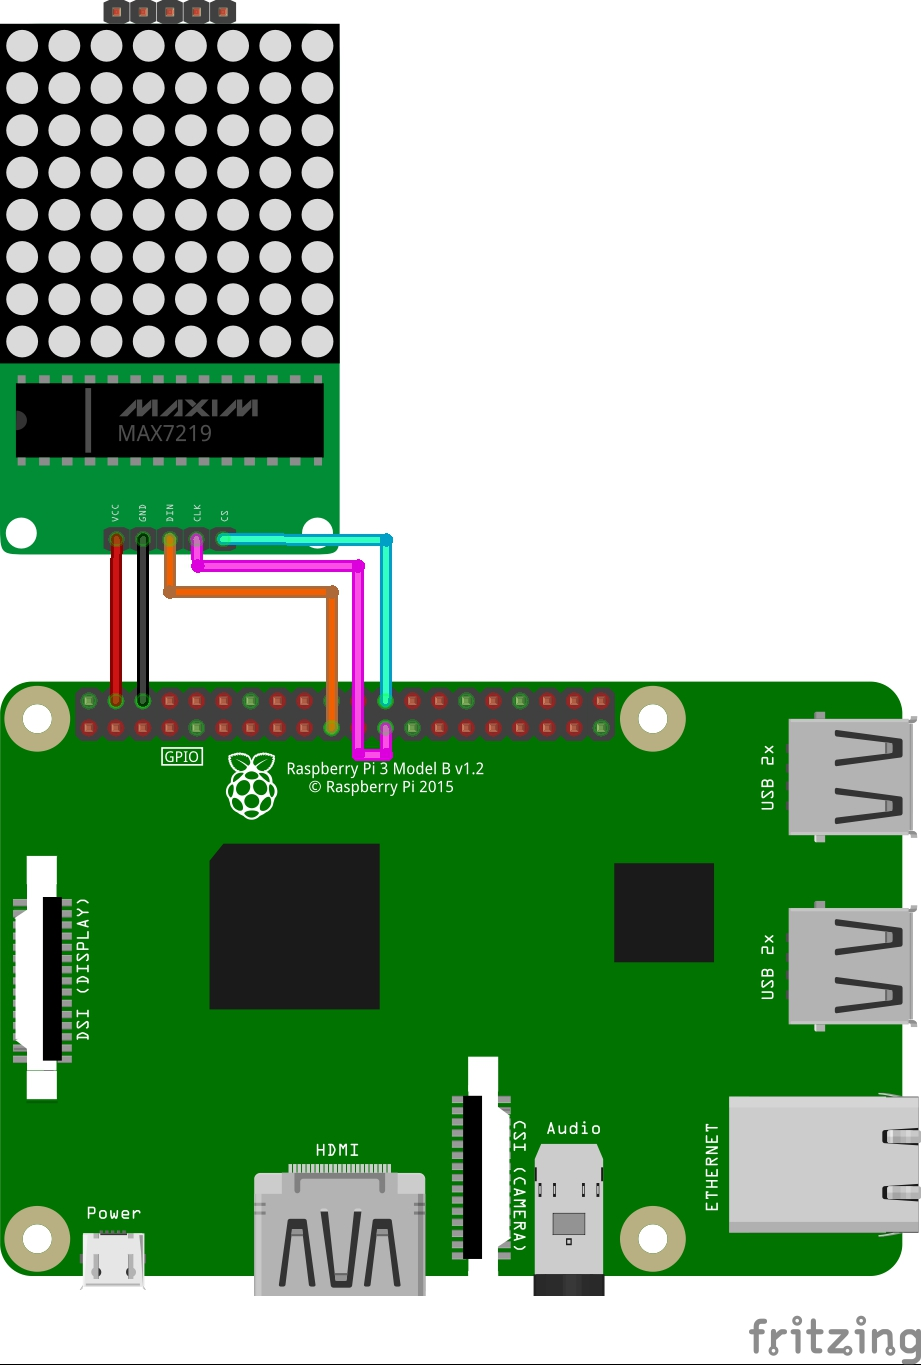 MAXIM
MAX7219
VCC
GND
DIN
CLK
CS
GPIO
Raspberry Pi 3 Model B v1.2
© Raspberry Pi 2015
USB 2x
DSI (DISPLAY)
USB 2x
CSI (CAMERA)
Audio
ETHERNET
HDMI
Power
fritzing